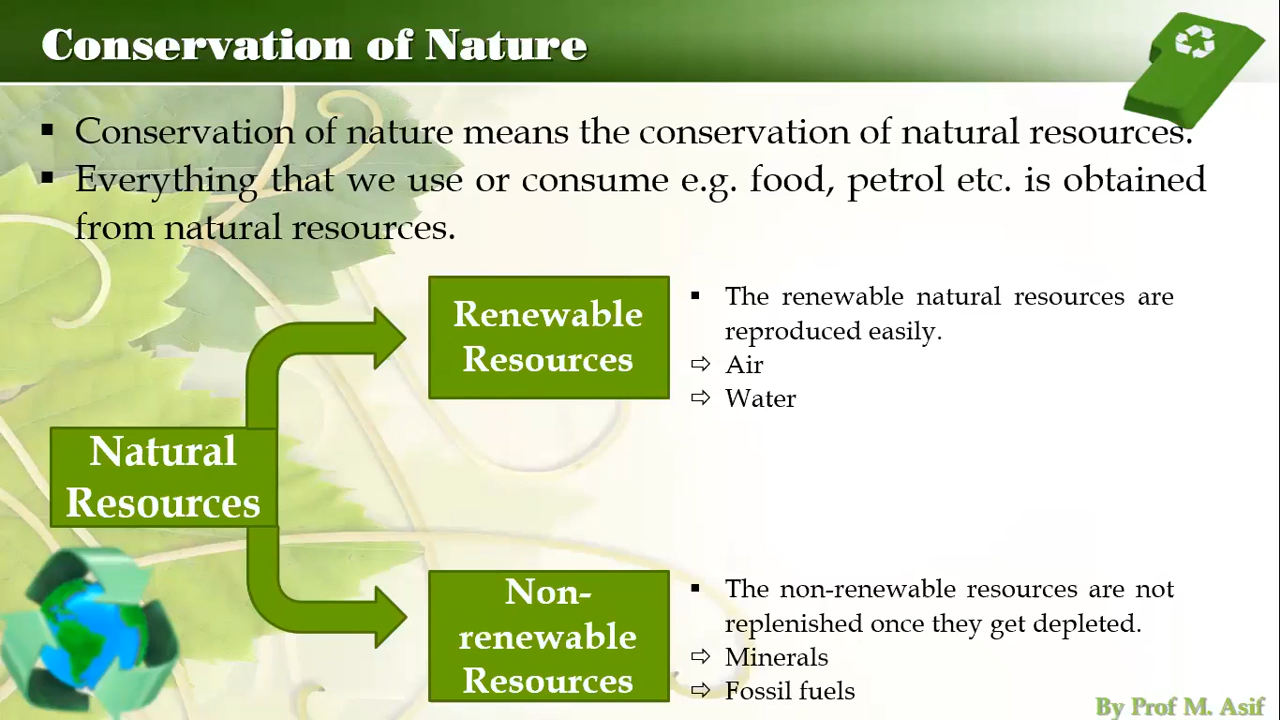 Conservation of Nature
▪ Conservation of nature means the conservation of natural resources.
▪ Everything that we use or consume e.g. food, petrol etc. is obtained
from natural resources.
Natural
Resources
Renewable
Resources
▪ The renewable natural resources are
reproduced easily.
⇨ Air
⇨ Water
Non-
renewable
Resources
▪ The non-renewable resources are not
replenished once they get depleted.
⇨ Minerals
⇨ Fossil fuels
By Prof M. Asif